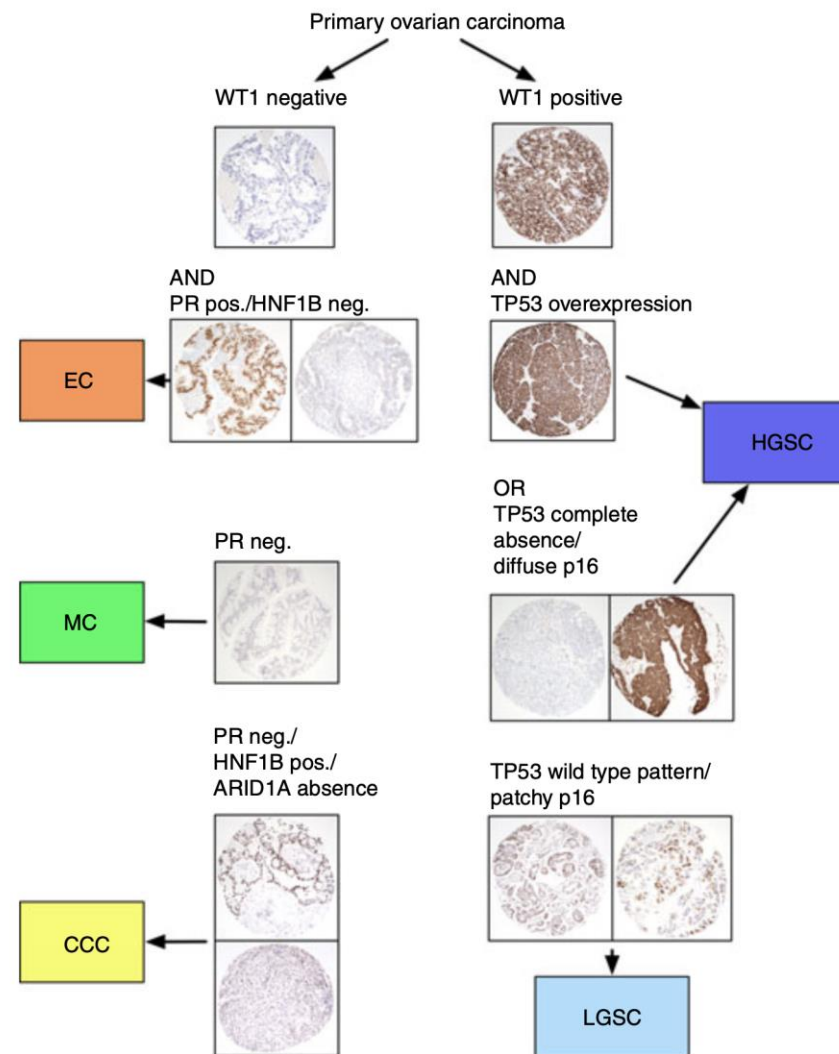 Primary ovarian carcinoma
WT1 negative
WT1 positive
AND
PR pos./HNF1B neg.
AND
TP53 overexpression
EC
HGSC
OR
TP53 complete
absence/
diffuse p16
PR neg.
MC
PR neg./
HNF1B pos./
ARID1A absence
TP53 wild type pattern/
patchy p16
CCC
LGSC